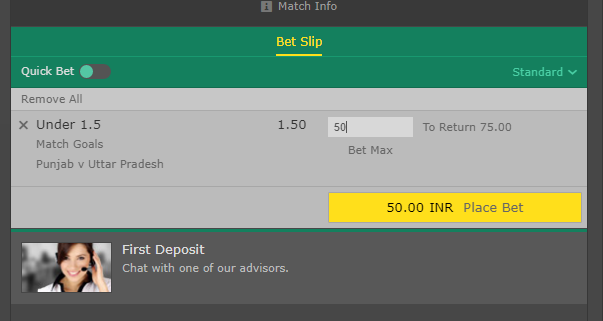 Match Info
Bet Slip
Quick Bet Standard
Remove All
Under 1.5 1.50 50 To Return 75.00
Match Goals Bet Max
Punjab v Uttar Pradesh
50.00 INR Place Bet
First Deposit
Chat with one of our advisors.